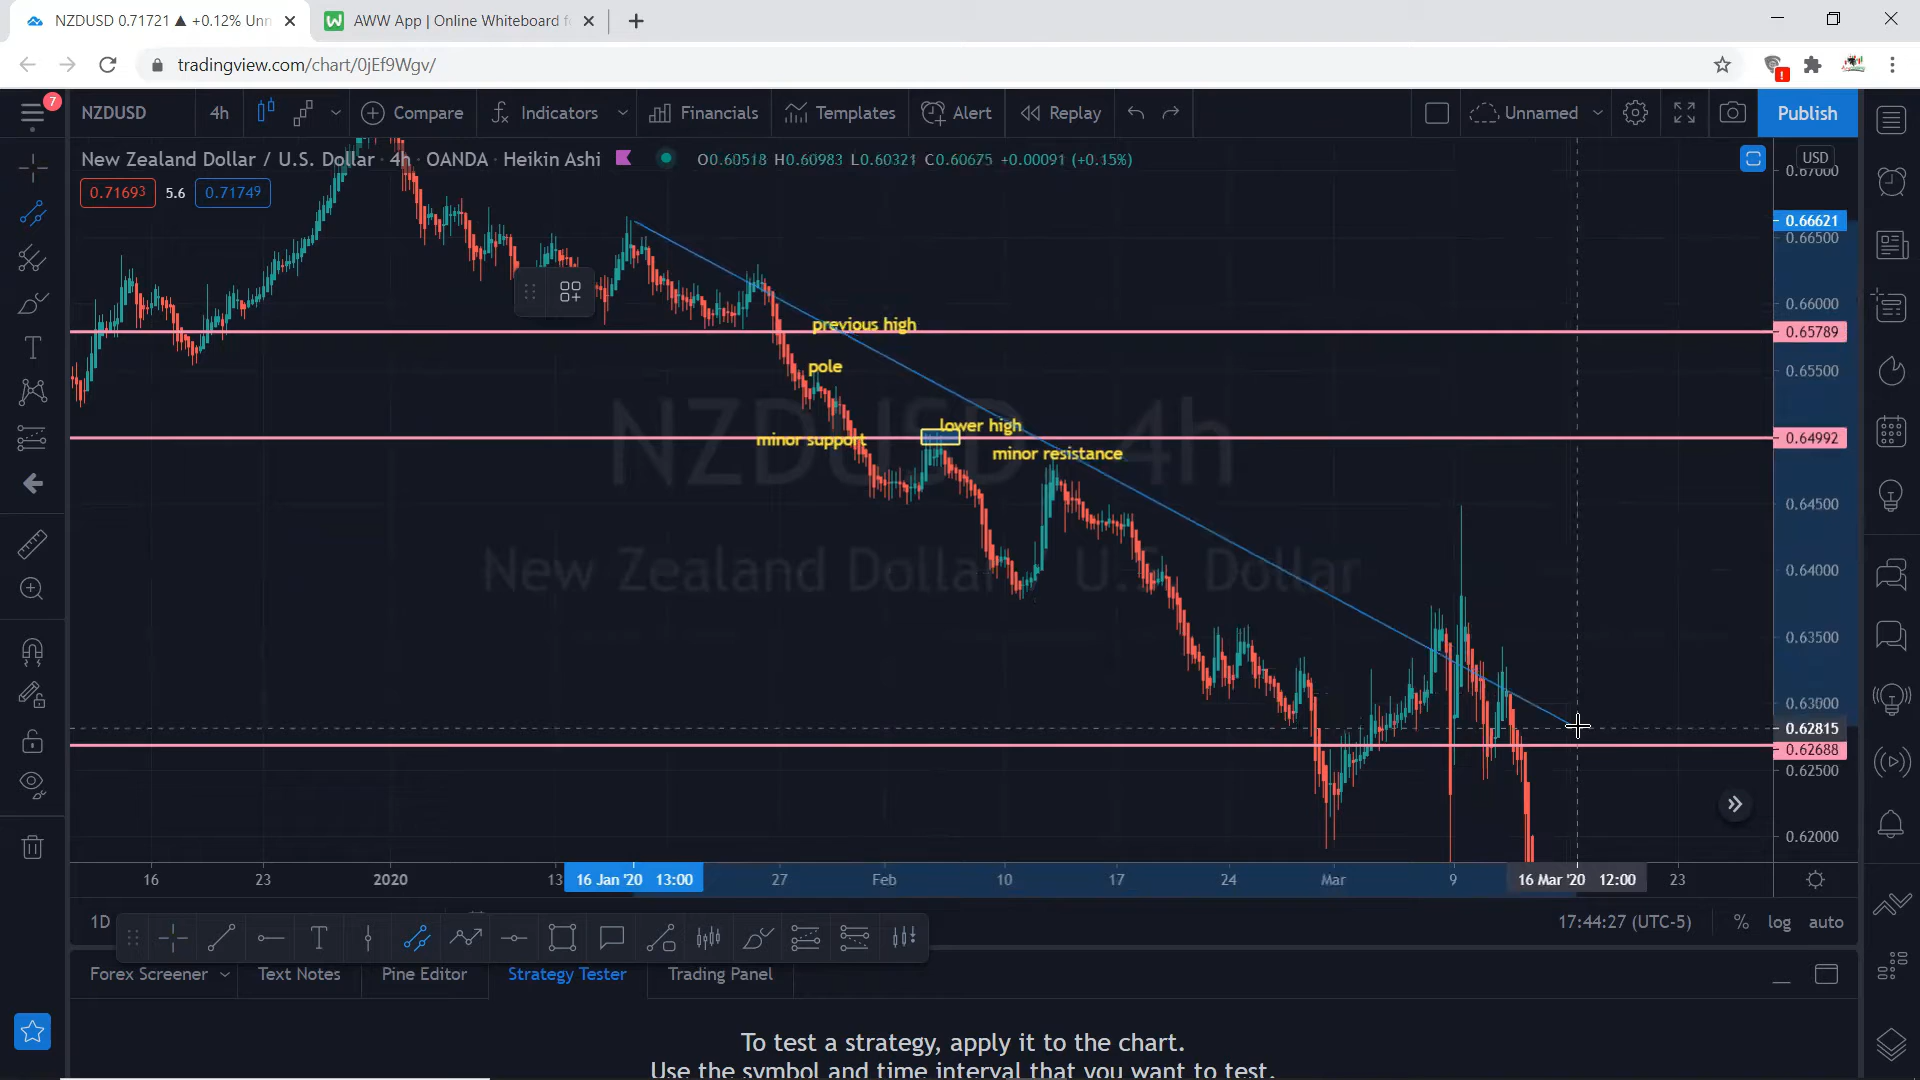 NZDUSD 0.71721 ▲ +0.12% Unn
AWW App | Online Whiteboard f
tradingview.com/chart/0jEf9Wgv/
7
NZDUSD
4h
Compare
Indicators
Financials
Templates
Alert
Replay
Unnamed
Publish
New Zealand Dollar / U.S. Dollar · 4h · OANDA · Heikin Ashi
O0.60518 H0.60983 L0.60321 C0.60675 +0.00091 (+0.15%)
USD
0.71693
5.6
0.71749
0.67000
0.66621
0.66500
0.66000
0.65789
0.65500
0.64992
0.64500
0.64000
0.63500
0.63000
0.62815
0.62688
0.62500
0.62000
previous high
pole
lower high
minor support
minor resistance
NZDUSD 4h
New Zealand Dollar / U.S. Dollar
16
23
2020
13
16 Jan '20 13:00
27
Feb
10
17
24
Mar
9
16 Mar '20 12:00
23
1D
17:44:27 (UTC-5)
%
log
auto
Forex Screener
Text Notes
Pine Editor
Strategy Tester
Trading Panel
To test a strategy, apply it to the chart.
Use the symbol and time interval that you want to test.